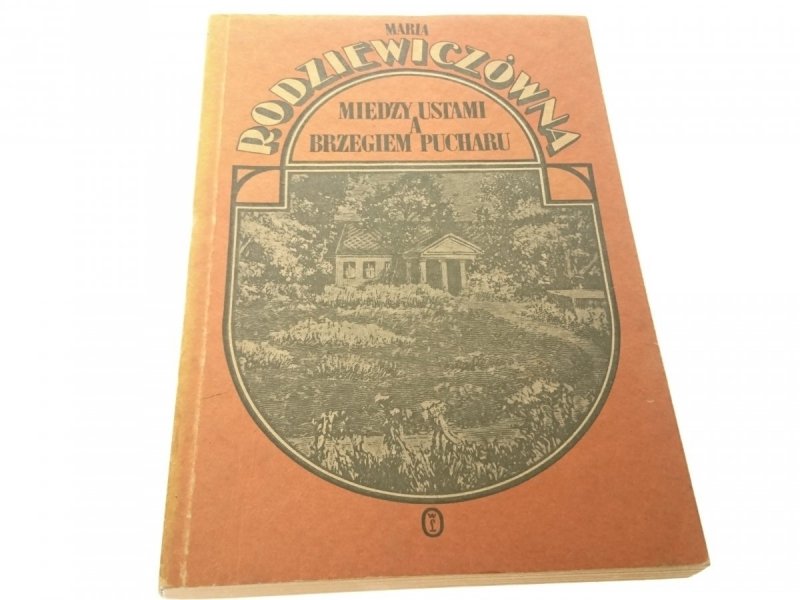 MARIA
RODZIEWICZÓWNA
MIĘDZY USTAMI
A
BRZEGIEM PUCHARU